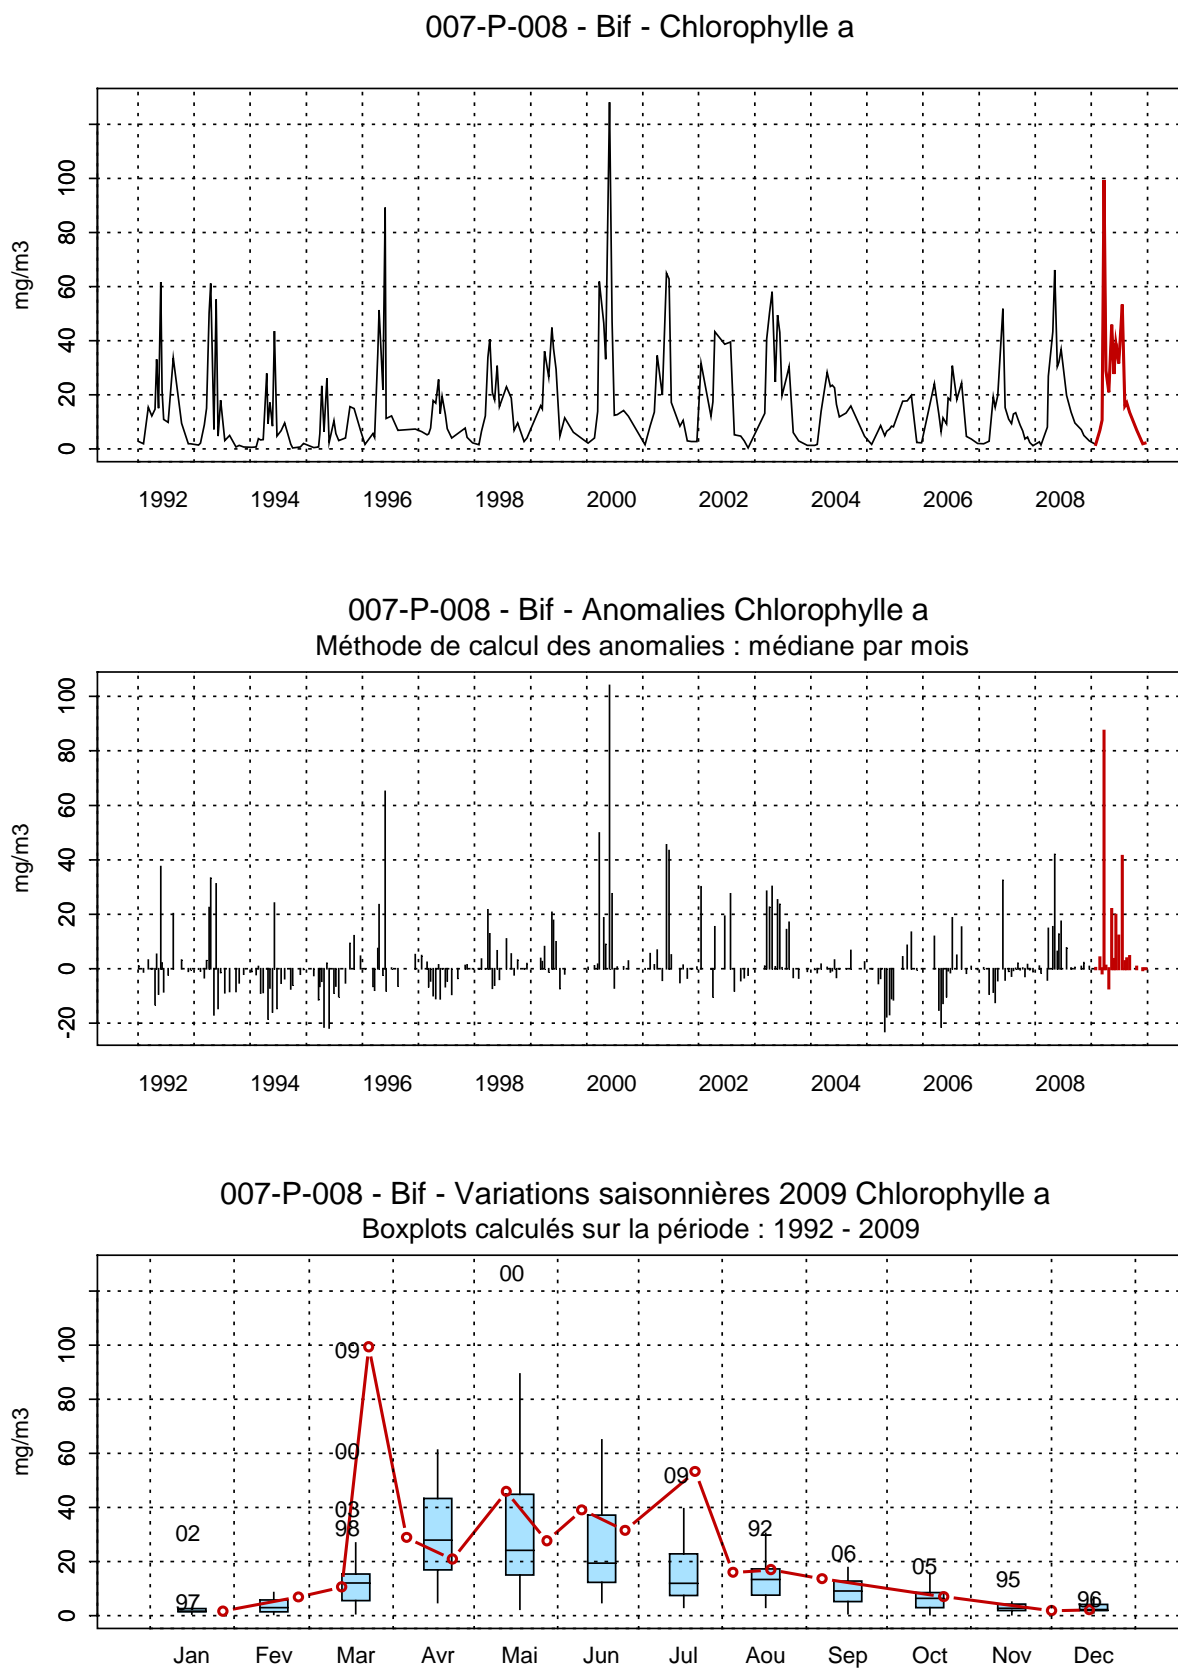 007-P-008 - Bif - Chlorophylle a
mg/m3
100
80
60
40
20
0
1992 1994 1996 1998 2000 2002 2004 2006 2008
007-P-008 - Bif - Anomalies Chlorophylle a
Méthode de calcul des anomalies : médiane par mois
mg/m3
100
80
60
40
20
0
-20
1992 1994 1996 1998 2000 2002 2004 2006 2008
007-P-008 - Bif - Variations saisonnières 2009 Chlorophylle a
Boxplots calculés sur la période : 1992 - 2009
mg/m3
100
80
60
40
20
0
00
09
00
03
98
02
97
09
92
06
05
95
96
Jan Fev Mar Avr Mai Jun Jul Aou Sep Oct Nov Dec